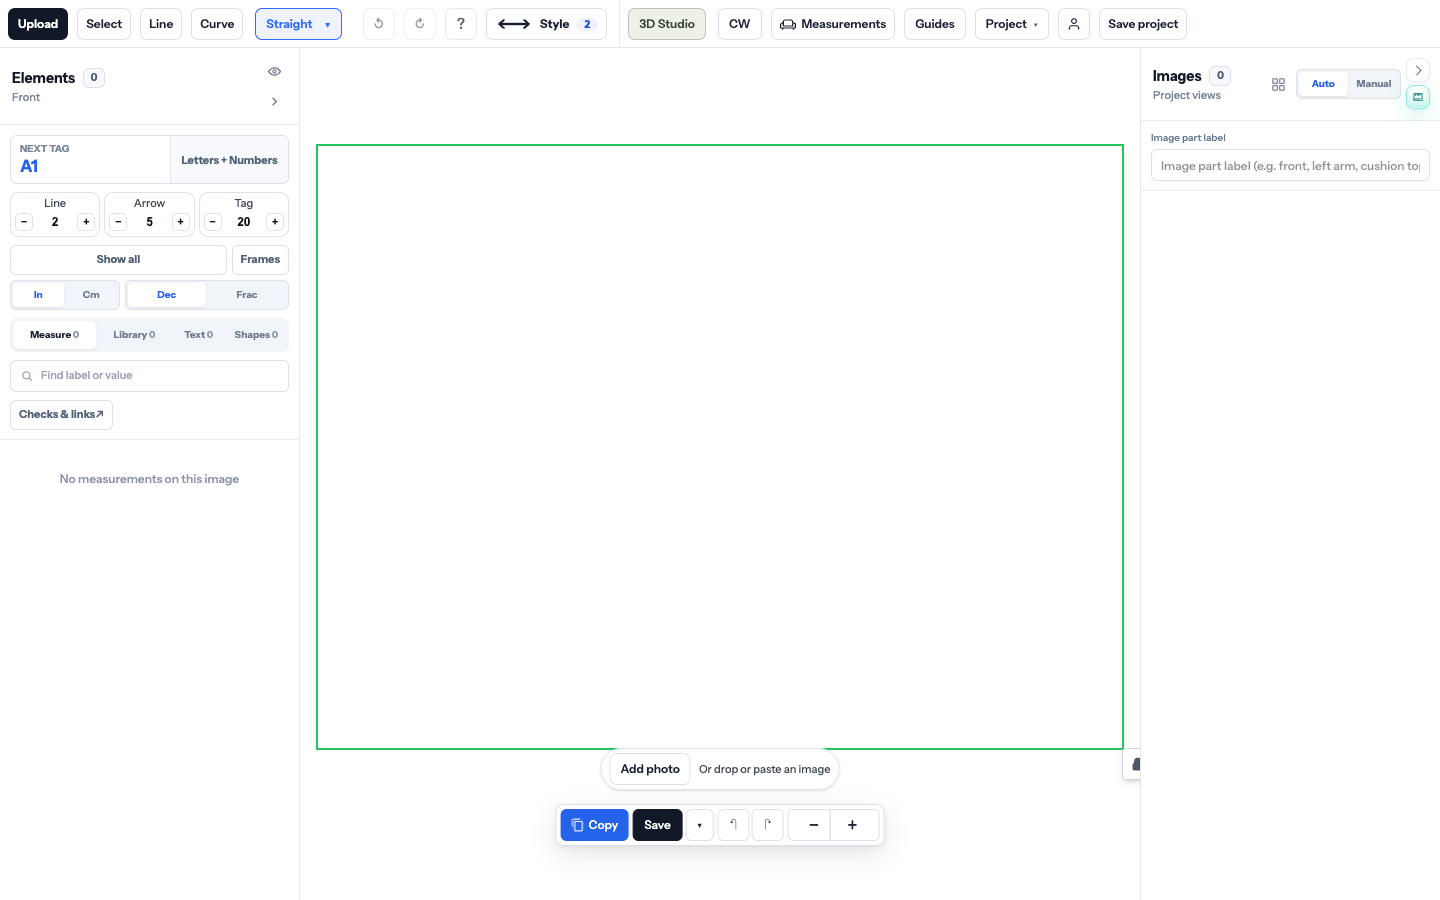 Upload Select Line Curve Straight ▾ ? Style 2 3D Studio CW Measurements Guides Project ▾ Save project
Elements 0
Front
NEXT TAG
A1
Letters + Numbers
Line Arrow Tag
− 2 + − 5 + − 20 +
Show all Frames
In Cm Dec Frac
Measure 0 Library 0 Text 0 Shapes 0
Find label or value
Checks & links↗
No measurements on this image
Add photo Or drop or paste an image
Copy Save ▾ − +
Images 0
Project views
Auto Manual
Image part label
Image part label (e.g. front, left arm, cushion to